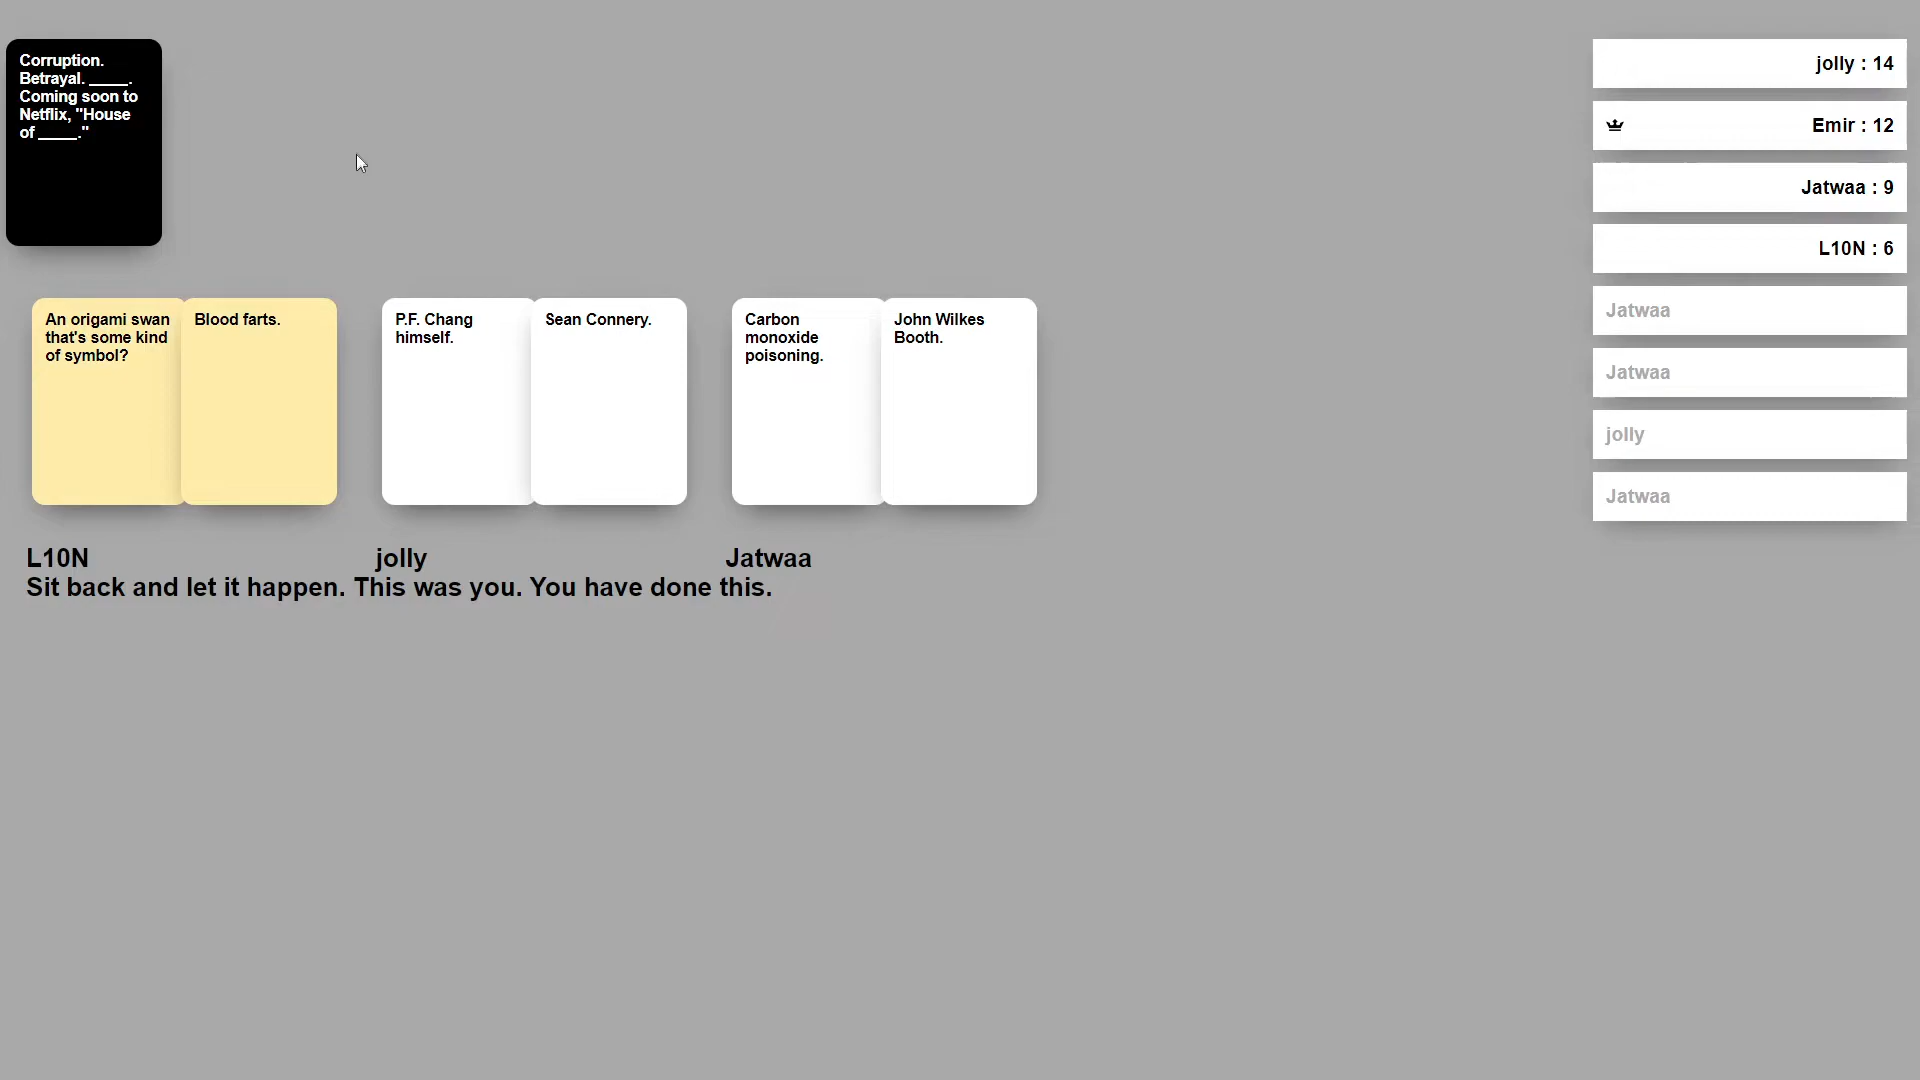 Corruption.
Betrayal. _____.
Coming soon to
Netflix, "House
of _____."
An origami swan
that's some kind
of symbol?
Blood farts.
P.F. Chang
himself.
Sean Connery.
Carbon
monoxide
poisoning.
John Wilkes
Booth.
L10N
jolly
Jatwaa
Sit back and let it happen. This was you. You have done this.
jolly : 14
Emir : 12
Jatwaa : 9
L10N : 6
Jatwaa
Jatwaa
jolly
Jatwaa